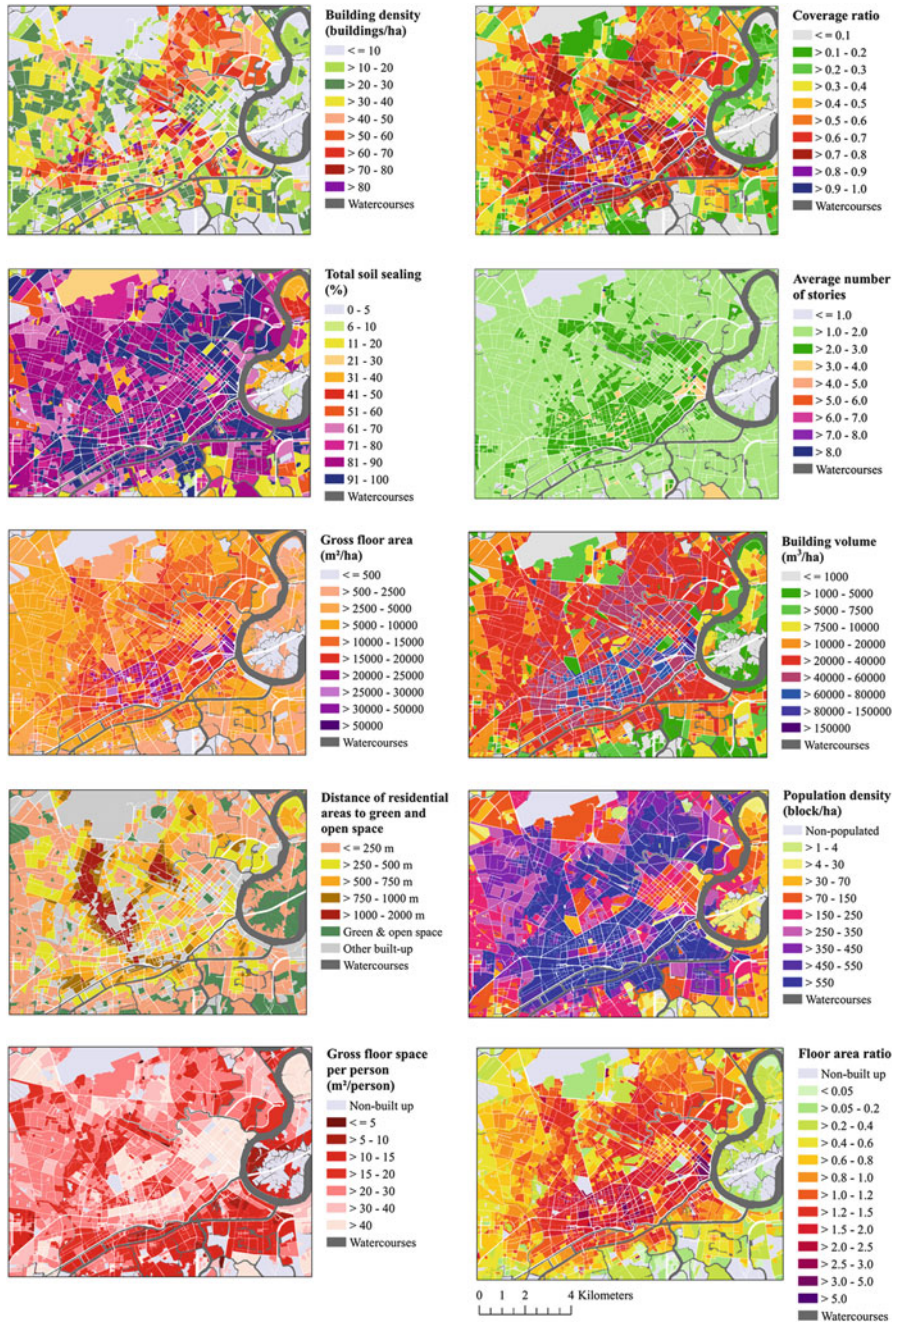 Building density
(buildings/ha)
<= 10
> 10 - 20
> 20 - 30
> 30 - 40
> 40 - 50
> 50 - 60
> 60 - 70
> 70 - 80
> 80
Watercourses
Coverage ratio
<= 0.1
> 0.1 - 0.2
> 0.2 - 0.3
> 0.3 - 0.4
> 0.4 - 0.5
> 0.5 - 0.6
> 0.6 - 0.7
> 0.7 - 0.8
> 0.8 - 0.9
> 0.9 - 1.0
Watercourses
Total soil sealing
(%)
0 - 5
6 - 10
11 - 20
21 - 30
31 - 40
41 - 50
51 - 60
61 - 70
71 - 80
81 - 90
91 - 100
Watercourses
Average number
of stories
<= 1.0
> 1.0 - 2.0
> 2.0 - 3.0
> 3.0 - 4.0
> 4.0 - 5.0
> 5.0 - 6.0
> 6.0 - 7.0
> 7.0 - 8.0
> 8.0
Watercourses
Gross floor area
(m²/ha)
<= 500
> 500 - 2500
> 2500 - 5000
> 5000 - 10000
> 10000 - 15000
> 15000 - 20000
> 20000 - 25000
> 25000 - 30000
> 30000 - 50000
> 50000
Watercourses
Building volume
(m³/ha)
<= 1000
> 1000 - 5000
> 5000 - 7500
> 7500 - 10000
> 10000 - 20000
> 20000 - 40000
> 40000 - 60000
> 60000 - 80000
> 80000 - 150000
> 150000
Watercourses
Distance of residential
areas to green and
open space
<= 250 m
> 250 - 500 m
> 500 - 750 m
> 750 - 1000 m
> 1000 - 2000 m
Green & open space
Other built-up
Watercourses
Population density
(block/ha)
Non-populated
> 1 - 4
> 4 - 30
> 30 - 70
> 70 - 150
> 150 - 250
> 250 - 350
> 350 - 450
> 450 - 550
> 550
Watercourses
Gross floor space
per person
(m²/person)
Non-built up
<= 5
> 5 - 10
> 10 - 15
> 15 - 20
> 20 - 30
> 30 - 40
> 40
Watercourses
Floor area ratio
Non-built up
< 0.05
> 0.05 - 0.2
> 0.2 - 0.4
> 0.4 - 0.6
> 0.6 - 0.8
> 0.8 - 1.0
> 1.0 - 1.2
> 1.2 - 1.5
> 1.5 - 2.0
> 2.0 - 2.5
> 2.5 - 3.0
> 3.0 - 5.0
> 5.0
Watercourses
0 1 2 4 Kilometers